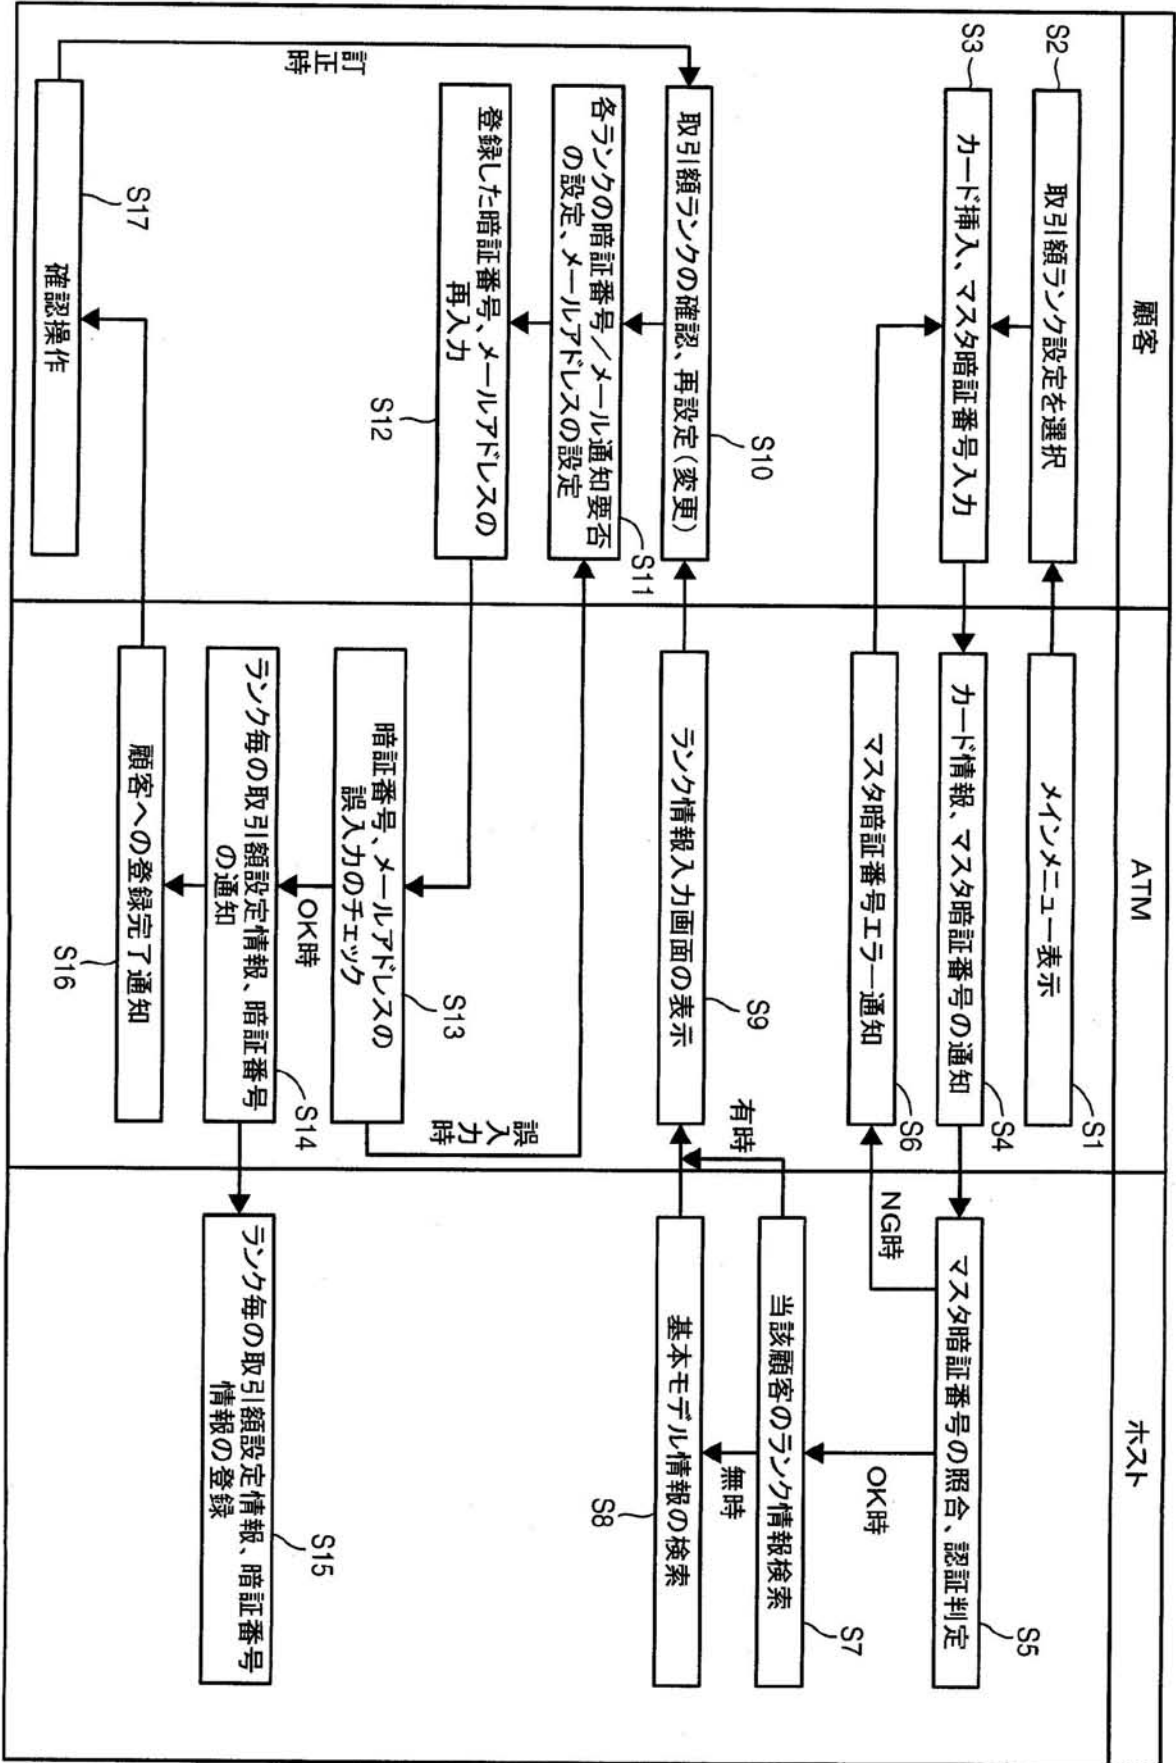 顧客
ATM
ホスト
メインメニュー表示
S1
取引額ランク設定を選択
S2
カード挿入、マスタ暗証番号入力
S3
カード情報、マスタ暗証番号の通知
S4
マスタ暗証番号の照合、認証判定
S5
NG時
OK時
マスタ暗証番号エラー通知
S6
当該顧客のランク情報検索
S7
有時
無時
基本モデル情報の検索
S8
ランク情報入力画面の表示
S9
取引額ランクの確認、再設定(変更)
S10
各ランクの暗証番号/メール通知要否
の設定、メールアドレスの設定
S11
登録した暗証番号、メールアドレスの
再入力
S12
暗証番号、メールアドレスの
誤入力のチェック
S13
誤入力時
OK時
ランク毎の取引額設定情報、暗証番号
の通知
S14
ランク毎の取引額設定情報、暗証番号
情報の登録
S15
顧客への登録完了通知
S16
確認操作
S17
訂正時